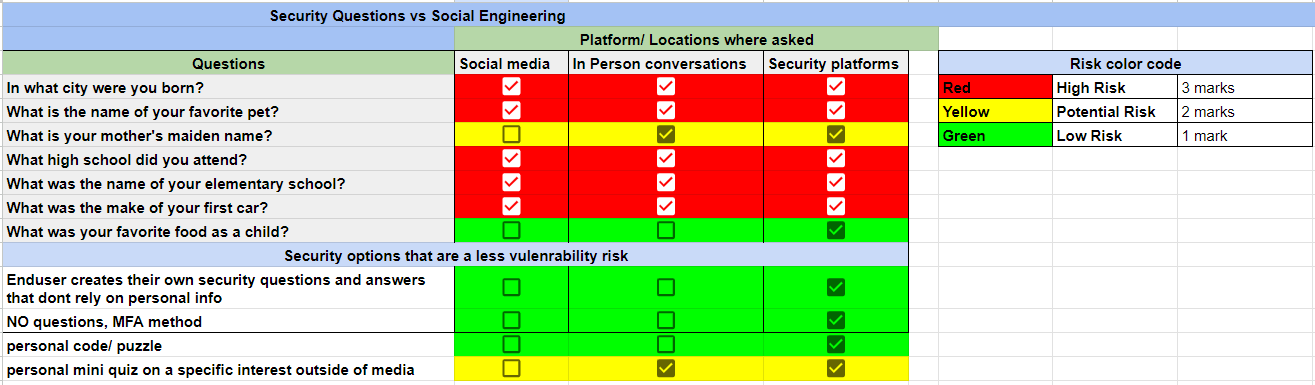 Security Questions vs Social Engineering
Platform/ Locations where asked
Questions
Social media
In Person conversations
Security platforms
Risk color code
In what city were you born?
Red
High Risk
3 marks
What is the name of your favorite pet?
Yellow
Potential Risk
2 marks
What is your mother's maiden name?
Green
Low Risk
1 mark
What high school did you attend?
What was the name of your elementary school?
What was the make of your first car?
What was your favorite food as a child?
Security options that are a less vulenrability risk
Enduser creates their own security questions and answers
that dont rely on personal info
NO questions, MFA method
personal code/ puzzle
personal mini quiz on a specific interest outside of media